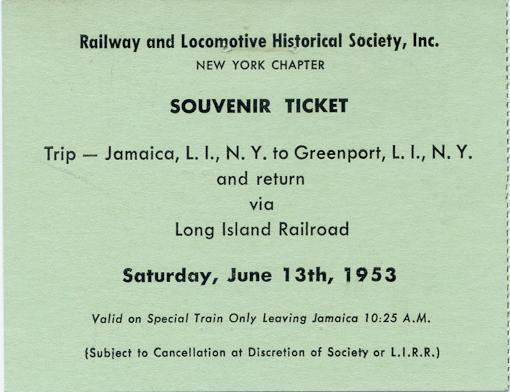 Railway and Locomotive Historical Society, Inc.
NEW YORK CHAPTER
SOUVENIR TICKET
Trip — Jamaica, L. I., N. Y. to Greenport, L. I., N. Y.
and return
via
Long Island Railroad
Saturday, June 13th, 1953
Valid on Special Train Only Leaving Jamaica 10:25 A.M.
(Subject to Cancellation at Discretion of Society or L.I.R.R.)